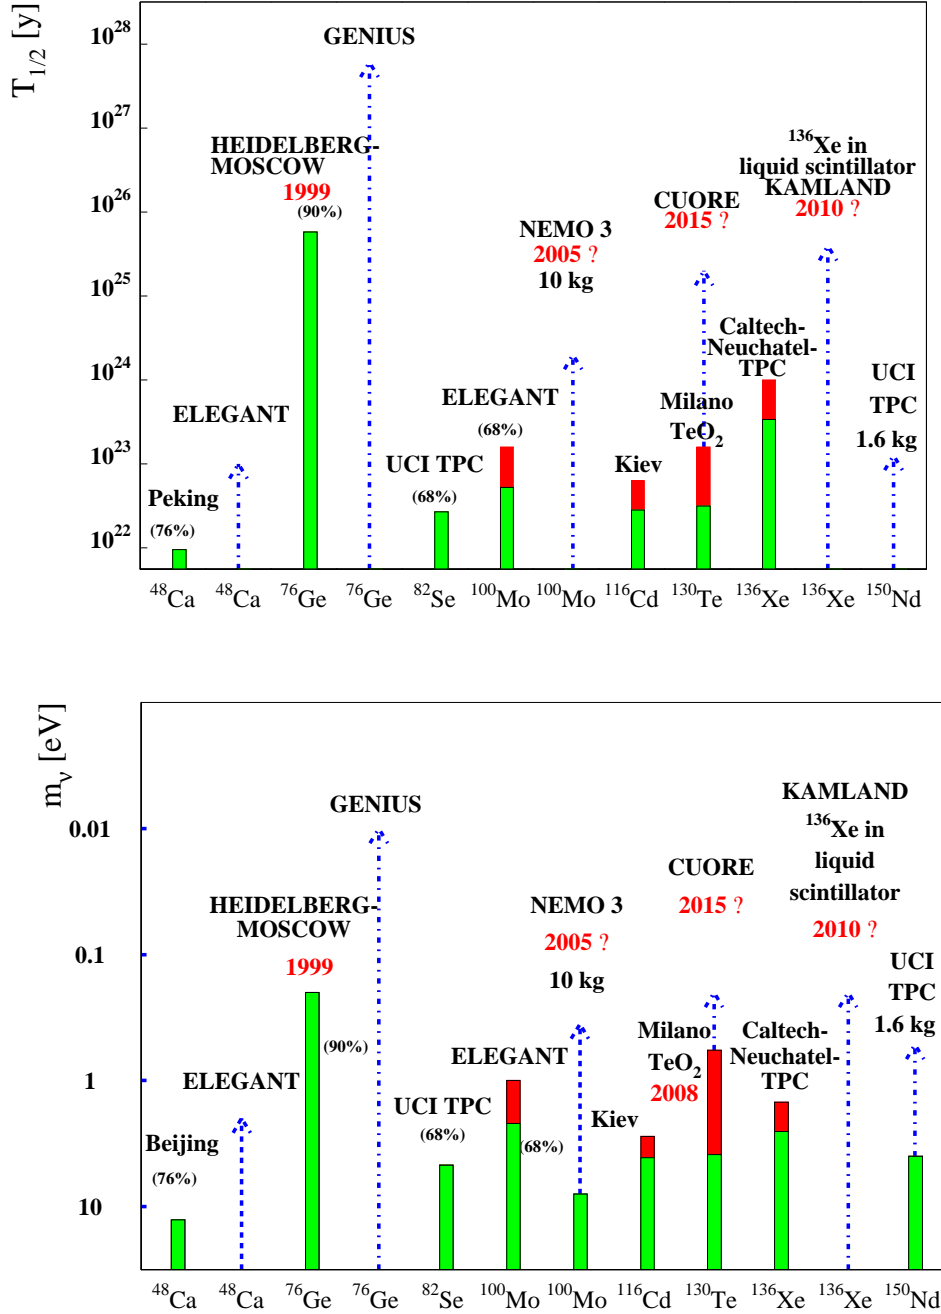 T1/2 [y]
10^28
10^27
10^26
10^25
10^24
10^23
10^22
GENIUS
HEIDELBERG-
MOSCOW
1999
(90%)
136Xe in
liquid scintillator
KAMLAND
2010 ?
CUORE
2015 ?
NEMO 3
2005 ?
10 kg
Caltech-
Neuchatel-
TPC
UCI
TPC
1.6 kg
ELEGANT
ELEGANT
(68%)
Milano
TeO2
UCI TPC
(68%)
Kiev
Peking
(76%)
48Ca 48Ca 76Ge 76Ge 82Se 100Mo 100Mo 116Cd 130Te 136Xe 136Xe 150Nd
mν [eV]
0.01
0.1
1
10
GENIUS
KAMLAND
136Xe in
liquid
scintillator
2010 ?
CUORE
2015 ?
HEIDELBERG-
MOSCOW
1999
(90%)
NEMO 3
2005 ?
10 kg
UCI
TPC
1.6 kg
Milano
TeO2
2008
Caltech-
Neuchatel-
TPC
ELEGANT
ELEGANT
(68%)
UCI TPC
(68%)
Kiev
Beijing
(76%)
48Ca 48Ca 76Ge 76Ge 82Se 100Mo 100Mo 116Cd 130Te 136Xe 136Xe 150Nd